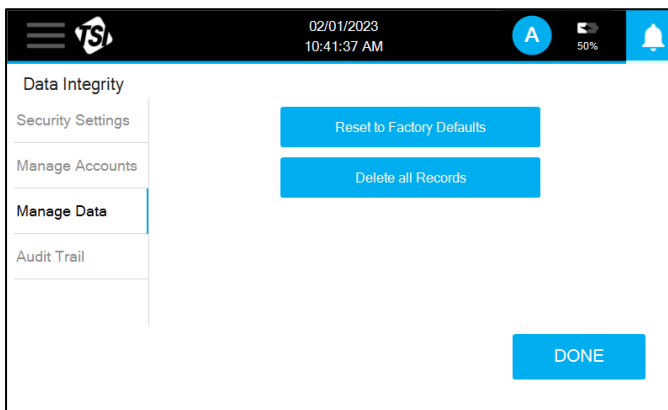 TSI
02/01/2023
10:41:37 AM
A
50%
Data Integrity
Security Settings
Manage Accounts
Manage Data
Audit Trail
Reset to Factory Defaults
Delete all Records
DONE